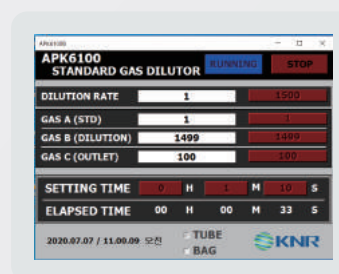 APK6100
APK6100
STANDARD GAS DILUTOR RUNNING STOP
DILUTION RATE 1 1500
GAS A (STD) 1 1
GAS B (DILUTION) 1499 1499
GAS C (OUTLET) 100 100
SETTING TIME 0 H 1 M 10 S
ELAPSED TIME 00 H 00 M 33 S
2020.07.07 / 11.00.09 오전
TUBE
BAG
KNR